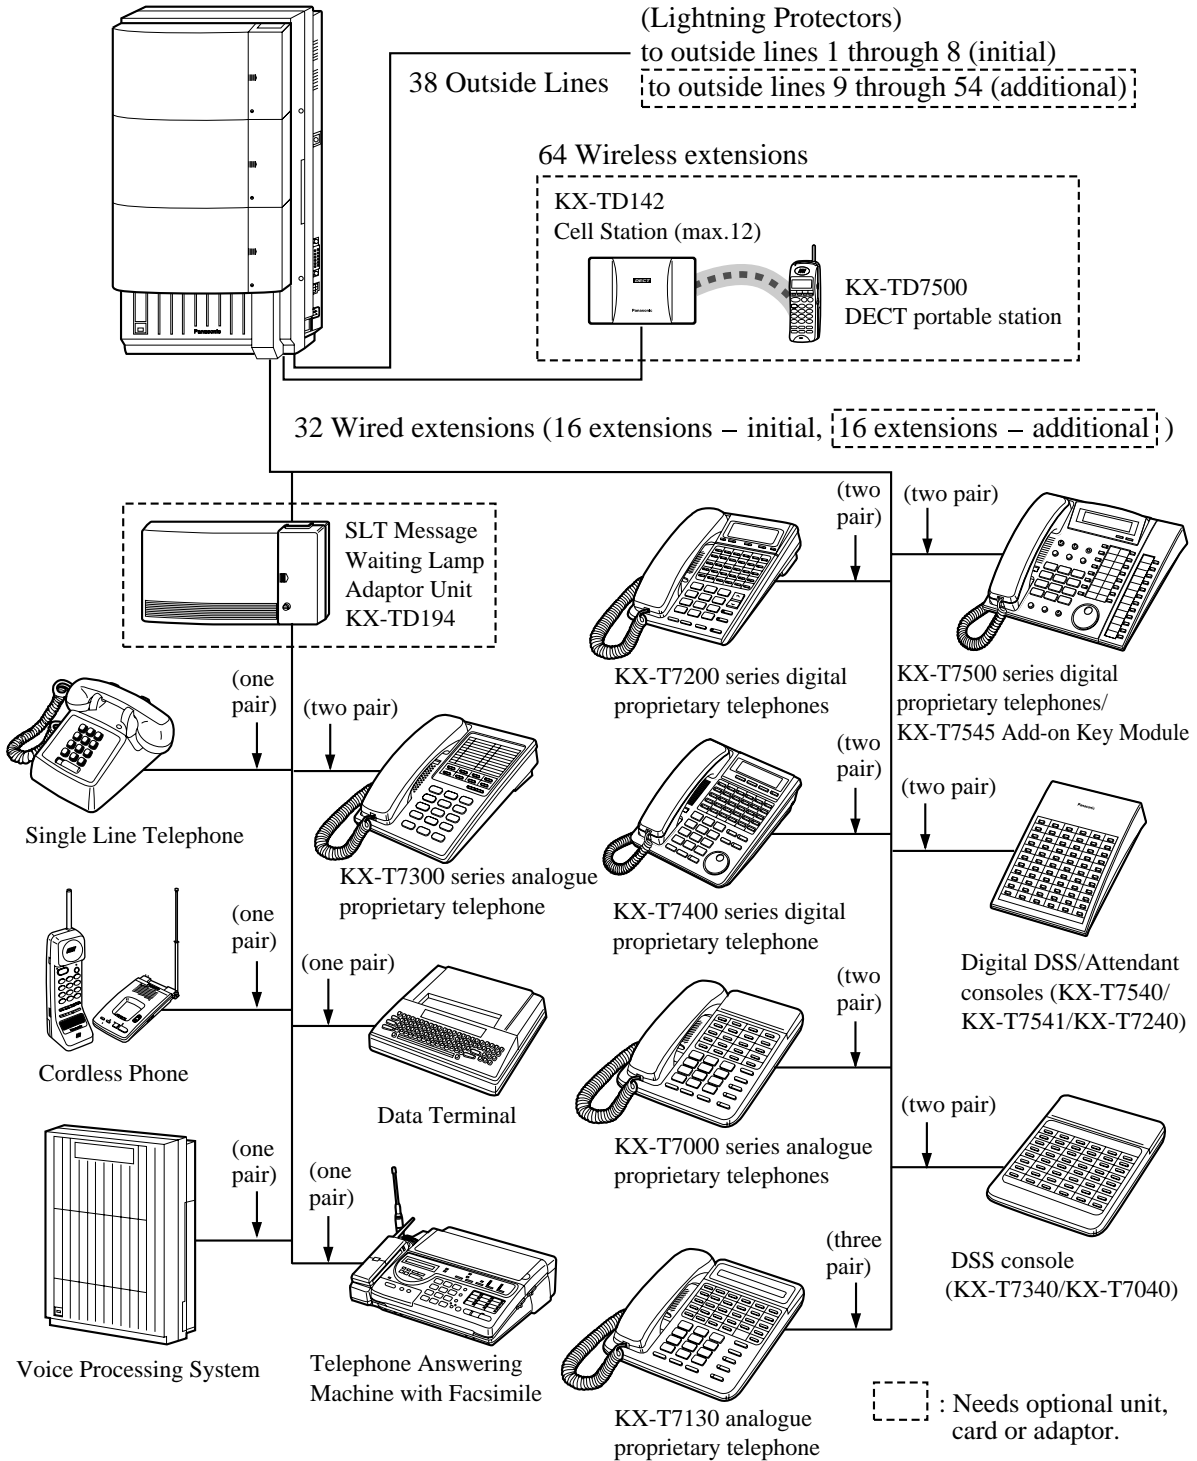 (Lightning Protectors)
to outside lines 1 through 8 (initial)
38 Outside Lines
to outside lines 9 through 54 (additional)
64 Wireless extensions
KX-TD142
Cell Station (max.12)
DECT
Panasonic
KX-TD7500
DECT portable station
Panasonic
32 Wired extensions (16 extensions – initial, 16 extensions – additional )
SLT Message
Waiting Lamp
Adaptor Unit
KX-TD194
(two
pair)
(two pair)
KX-T7200 series digital
proprietary telephones
KX-T7500 series digital
proprietary telephones/
KX-T7545 Add-on Key Module
(one
pair)
(two pair)
Single Line Telephone
KX-T7300 series analogue
proprietary telephone
(two
pair)
(two pair)
Panasonic
KX-T7400 series digital
proprietary telephone
Digital DSS/Attendant
consoles (KX-T7540/
KX-T7541/KX-T7240)
(one
pair)
(one pair)
Cordless Phone
Data Terminal
(two
pair)
(two pair)
KX-T7000 series analogue
proprietary telephones
DSS console
(KX-T7340/KX-T7040)
(one
pair)
(one
pair)
Voice Processing System
Telephone Answering
Machine with Facsimile
(three
pair)
KX-T7130 analogue
proprietary telephone
: Needs optional unit,
card or adaptor.